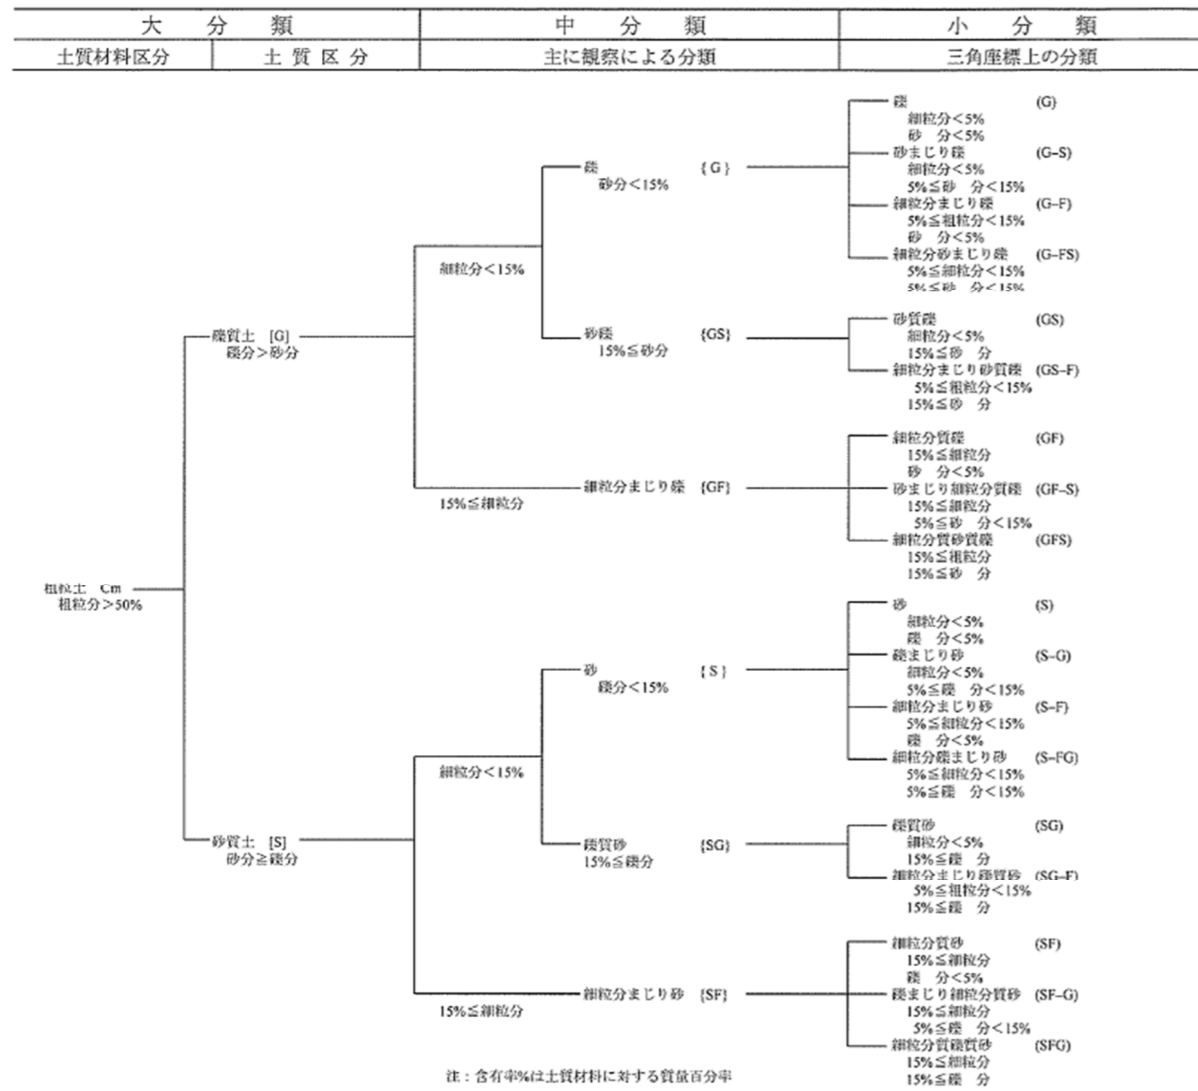 大分類 中分類 小分類
土質材料区分 土質区分 主に観察による分類 三角座標上の分類
礫 (G)
細粒分<5%
砂 分<5%
砂まじり礫 (G–S)
細粒分<5%
5%≦砂 分<15%
細粒分まじり礫 (G–F)
5%≦粗粒分<15%
砂 分<5%
細粒分砂まじり礫 (G–FS)
5%≦細粒分<15%
5%≦砂 分<15%
礫 {G}
砂分<15%
細粒分<15%
砂礫 {GS}
15%≦砂分
砂質礫 (GS)
細粒分<5%
15%≦砂 分
細粒分まじり砂質礫 (GS–F)
5%≦粗粒分<15%
15%≦砂 分
礫質土 [G]
礫分>砂分
細粒分質礫 (GF)
15%≦細粒分
砂 分<5%
砂まじり細粒分質礫 (GF–S)
15%≦細粒分
5%≦砂 分<15%
細粒分質砂質礫 (GFS)
15%≦粗粒分
15%≦砂 分
15%≦細粒分
細粒分まじり礫 {GF}
粗粒土 Cm
粗粒分>50%
砂 (S)
細粒分<5%
礫 分<5%
礫まじり砂 (S–G)
細粒分<5%
5%≦礫 分<15%
細粒分まじり砂 (S–F)
5%≦細粒分<15%
礫 分<5%
細粒分礫まじり砂 (S–FG)
5%≦細粒分<15%
5%≦礫 分<15%
砂 {S}
礫分<15%
細粒分<15%
礫質砂 {SG}
15%≦礫分
礫質砂 (SG)
細粒分<5%
15%≦礫 分
細粒分まじり礫質砂 (SG–F)
5%≦粗粒分<15%
15%≦礫 分
砂質土 [S]
砂分≧礫分
細粒分質砂 (SF)
15%≦細粒分
礫 分<5%
礫まじり細粒分質砂 (SF–G)
15%≦細粒分
5%≦礫 分<15%
細粒分質礫質砂 (SFG)
15%≦細粒分
15%≦礫 分
15%≦細粒分
細粒分まじり砂 {SF}
注：含有率%は土質材料に対する質量百分率